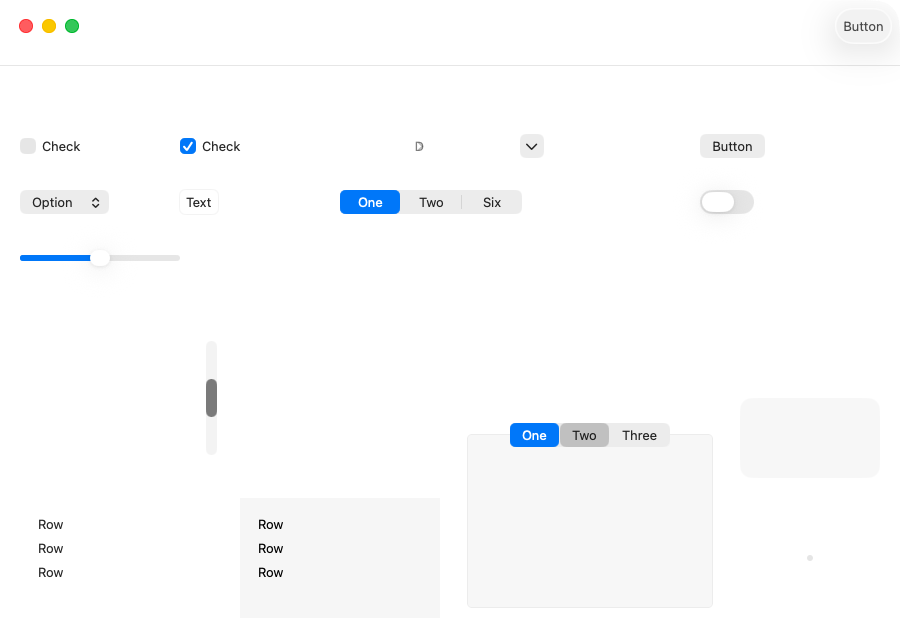 Button
Check Check D Button
Option Text One Two Six
One Two Three
Row Row
Row Row
Row Row